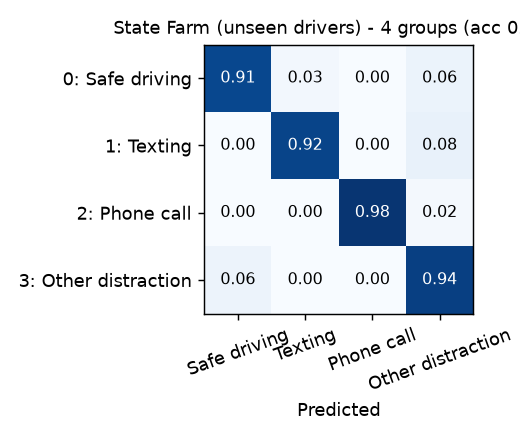 State Farm (unseen drivers) - 4 groups (acc 0
0: Safe driving 0.91 0.03 0.00 0.06
1: Texting 0.00 0.92 0.00 0.08
2: Phone call 0.00 0.00 0.98 0.02
3: Other distraction 0.06 0.00 0.00 0.94
Safe driving Texting Phone call Other distraction
Predicted